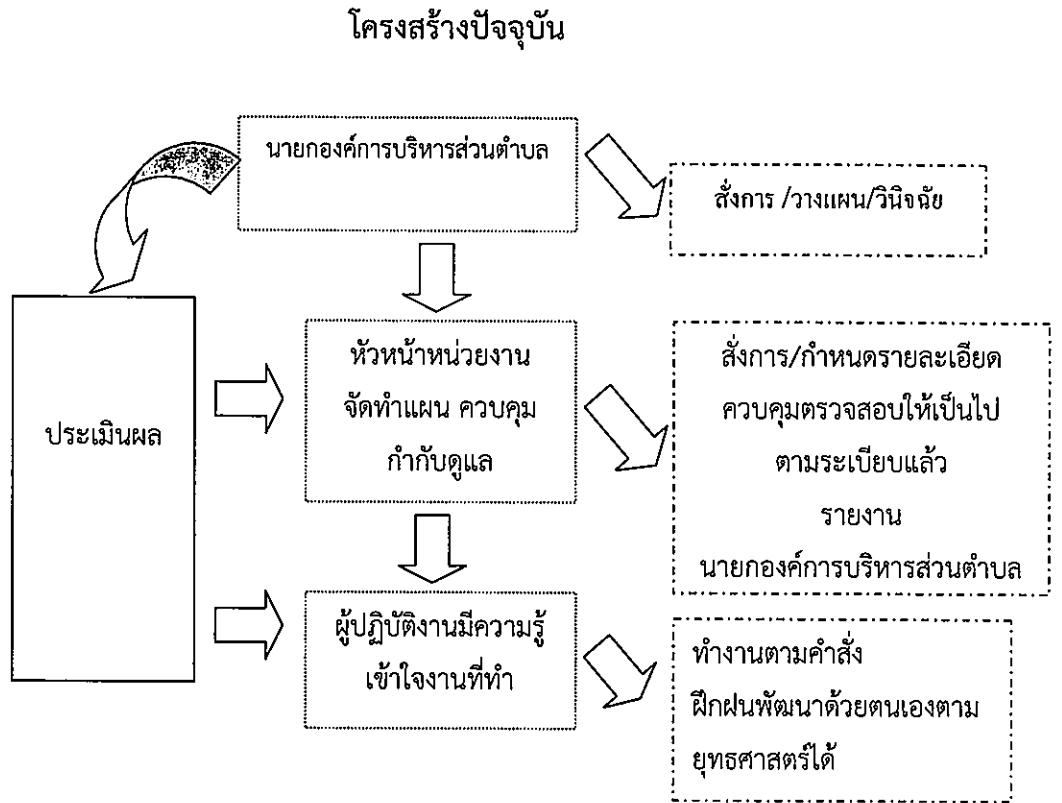 โครงสร้างปัจจุบัน
นายกองค์การบริหารส่วนตำบล
สั่งการ /วางแผน/วินิจฉัย
ประเมินผล
หัวหน้าหน่วยงาน
จัดทำแผน ควบคุม
กำกับดูแล
สั่งการ/กำหนดรายละเอียด
ควบคุมตรวจสอบให้เป็นไป
ตามระเบียบแล้ว
รายงาน
นายกองค์การบริหารส่วนตำบล
ผู้ปฏิบัติงานมีความรู้
เข้าใจงานที่ทำ
ทำงานตามคำสั่ง
ฝึกฝนพัฒนาด้วยตนเองตาม
ยุทธศาสตร์ได้